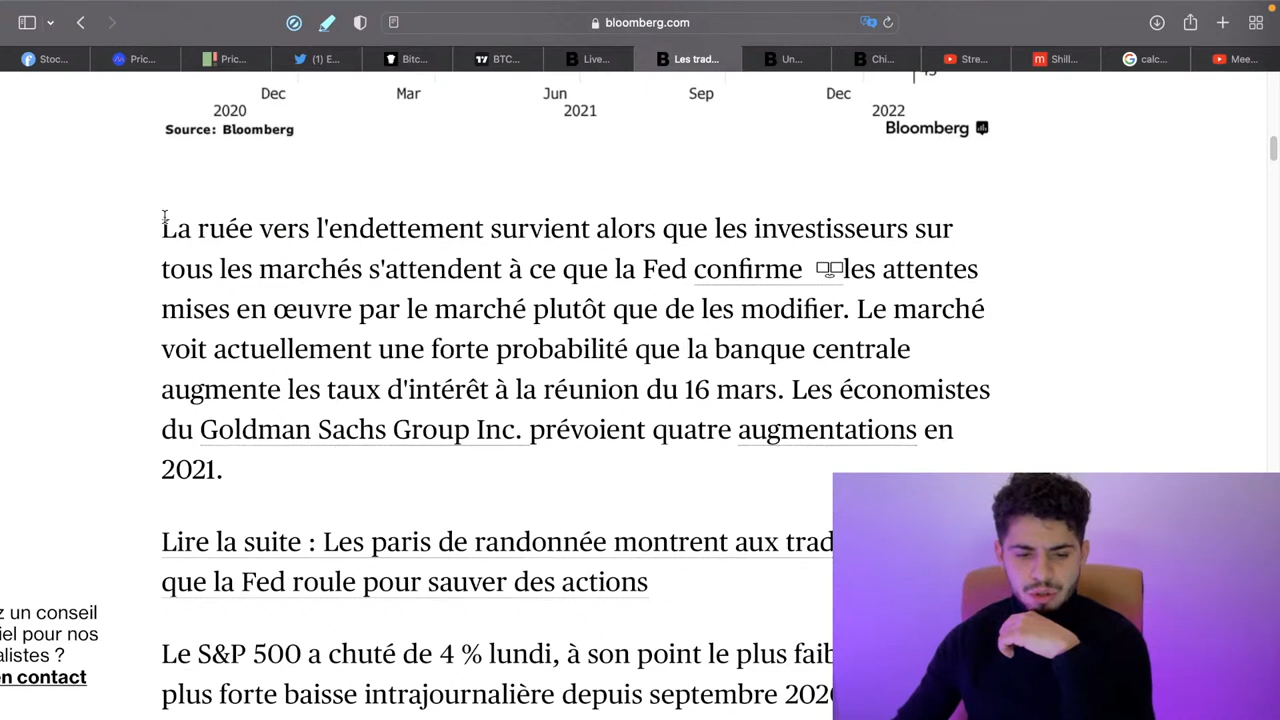 bloomberg.com
Stoc...
Pric...
Pric...
(1) E...
Bitc...
BTC...
Live...
Les trad...
Un...
Chi...
Stre...
Shill...
calc...
Mee...
Dec Mar Jun Sep Dec
2020 2021 2022
Source: Bloomberg
Bloomberg
La ruée vers l'endettement survient alors que les investisseurs sur
tous les marchés s'attendent à ce que la Fed confirme les attentes
mises en œuvre par le marché plutôt que de les modifier. Le marché
voit actuellement une forte probabilité que la banque centrale
augmente les taux d'intérêt à la réunion du 16 mars. Les économistes
du Goldman Sachs Group Inc. prévoient quatre augmentations en
2021.
Lire la suite : Les paris de randonnée montrent aux trad
que la Fed roule pour sauver des actions
z un conseil
iel pour nos
alistes ?
en contact
Le S&P 500 a chuté de 4 % lundi, à son point le plus faib
plus forte baisse intrajournalière depuis septembre 202